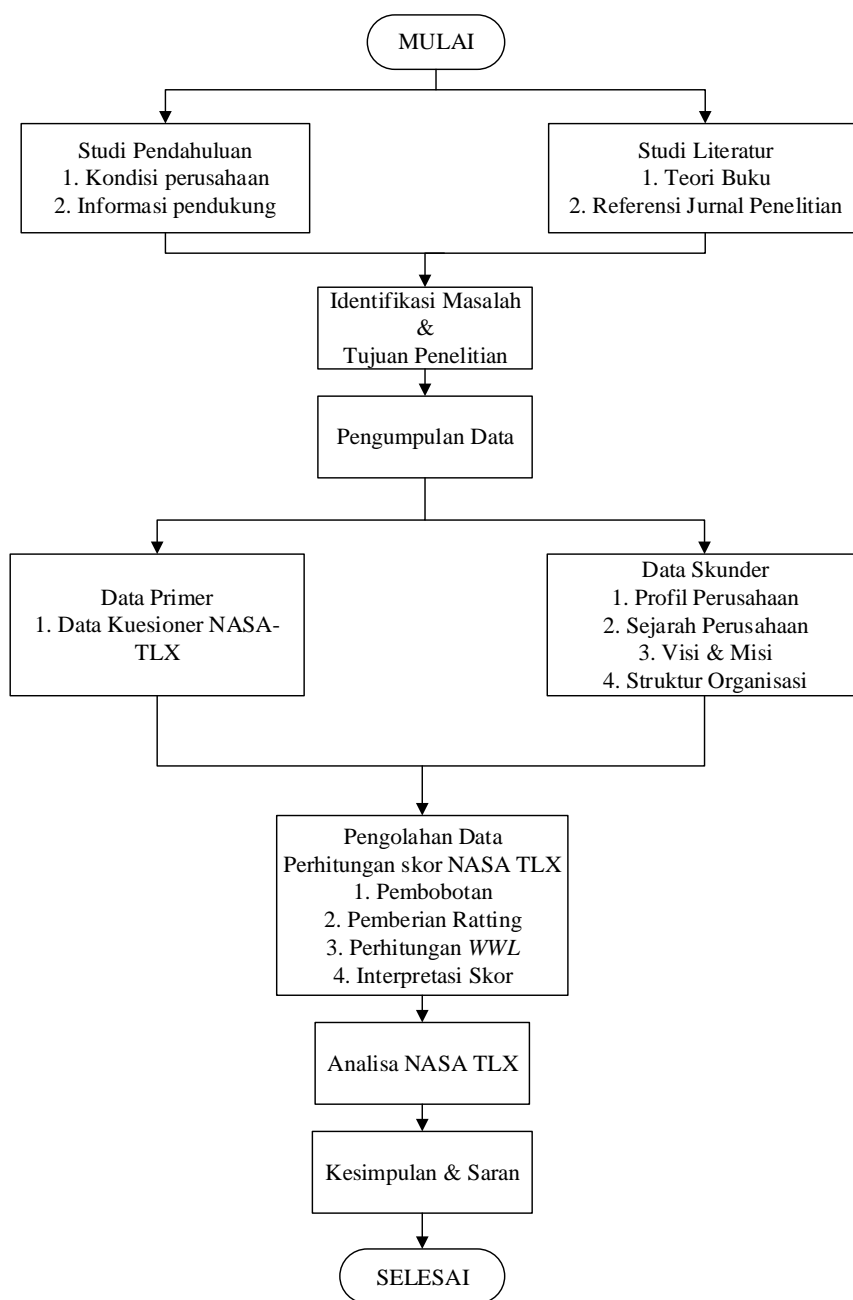 MULAI
Studi Pendahuluan
1. Kondisi perusahaan
2. Informasi pendukung
Studi Literatur
1. Teori Buku
2. Referensi Jurnal Penelitian
Identifikasi Masalah
&
Tujuan Penelitian
Pengumpulan Data
Data Primer
1. Data Kuesioner NASA-
TLX
Data Skunder
1. Profil Perusahaan
2. Sejarah Perusahaan
3. Visi & Misi
4. Struktur Organisasi
Pengolahan Data
Perhitungan skor NASA TLX
1. Pembobotan
2. Pemberian Ratting
3. Perhitungan WWL
4. Interpretasi Skor
Analisa NASA TLX
Kesimpulan & Saran
SELESAI